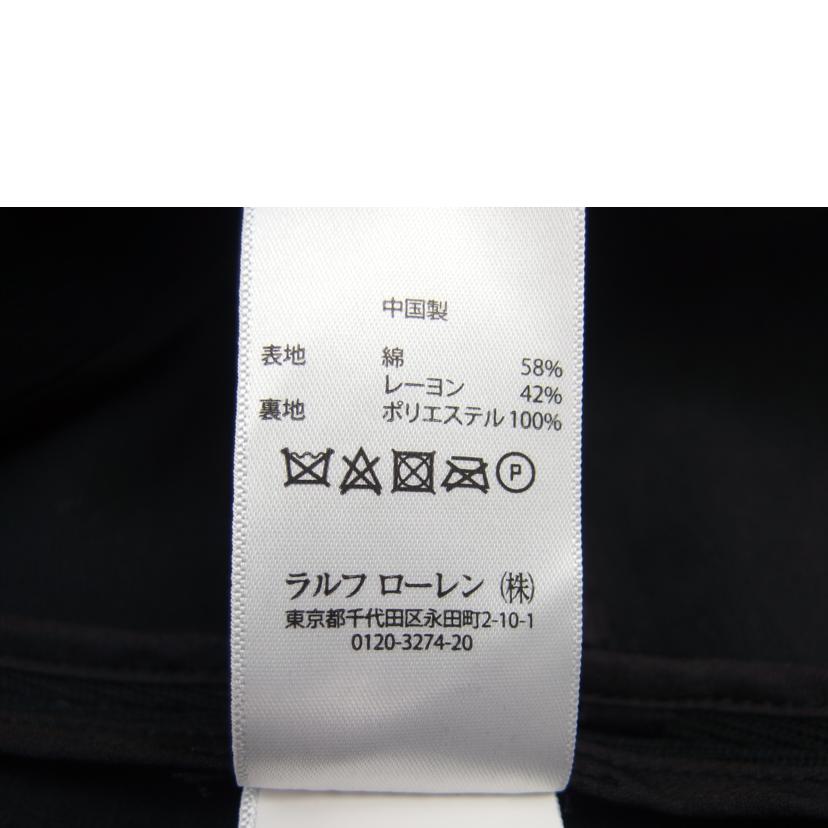 中国製
表地 綿 58%
レーヨン 42%
裏地 ポリエステル 100%
P
ラルフ ローレン (株)
東京都千代田区永田町2-10-1
0120-3274-20